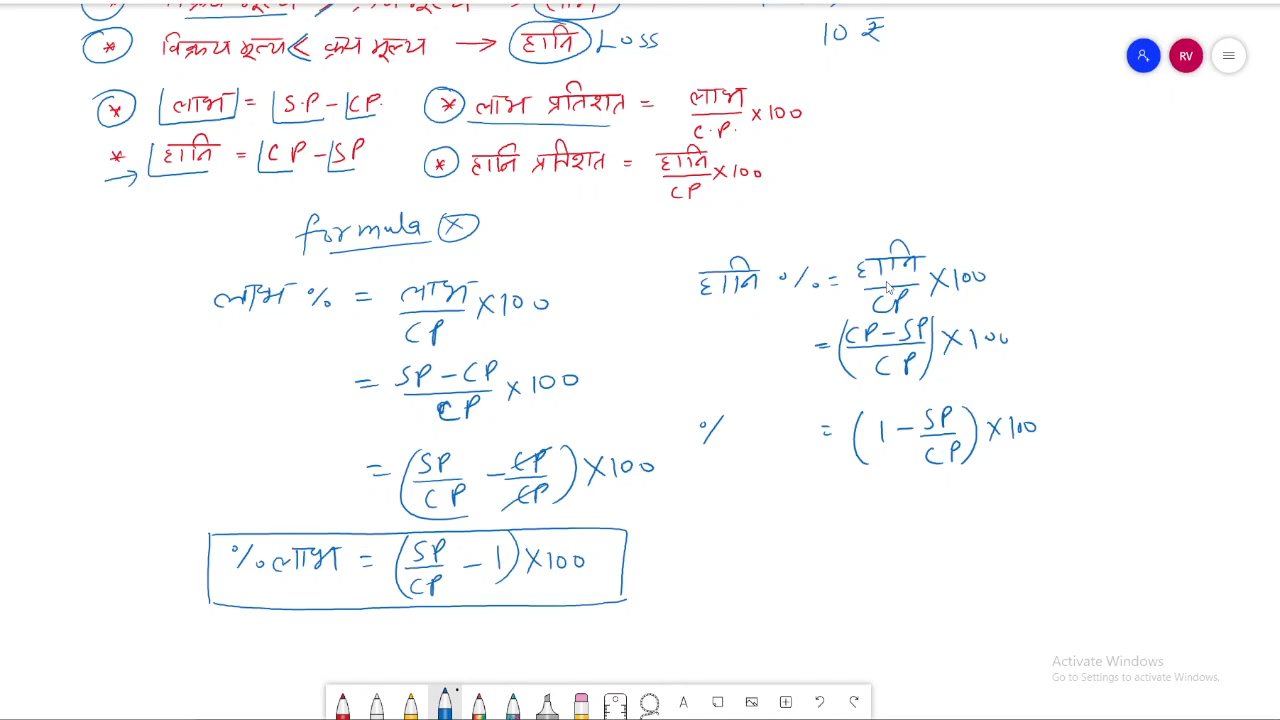 * विक्रय मूल्य < क्रय मूल्य → हानि Loss
10 ₹
RV
* लाभ = S.P - CP. * लाभ प्रतिशत = लाभ/C.P. × 100
* हानि = CP - SP * हानि प्रतिशत = हानि/CP × 100
formula *
लाभ % = लाभ/CP × 100
= SP - CP/CP × 100
= (SP/CP - CP/CP) × 100
% लाभ = (SP/CP - 1) × 100
हानि % = हानि/CP × 100
= (CP - SP/CP) × 100
% = (1 - SP/CP) × 100
Activate Windows
Go to Settings to activate Windows.
A